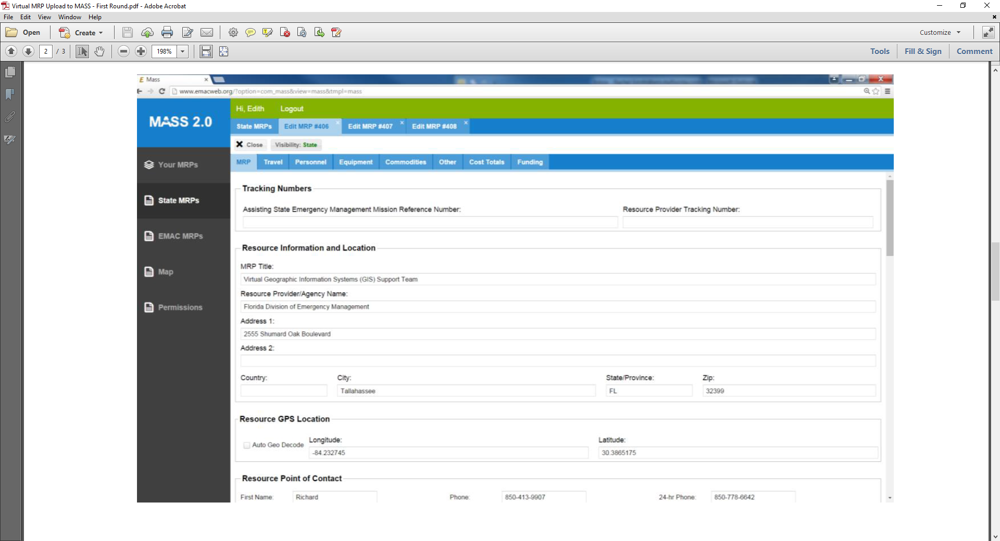 Virtual MRP Upload to MASS - First Round.pdf - Adobe Acrobat
File Edit View Window Help
Open Create Customize
2 / 3 198% Tools Fill & Sign Comment
Mass
www.emacweb.org/?option=com_mass&view=mass&tmpl=mass
MASS 2.0
Hi, Edith Logout
State MRPs Edit MRP #406 Edit MRP #407 Edit MRP #408
Close Visibility: State
MRP Travel Personnel Equipment Commodities Other Cost Totals Funding
Your MRPs
State MRPs
EMAC MRPs
Map
Permissions
Tracking Numbers
Assisting State Emergency Management Mission Reference Number: Resource Provider Tracking Number:
Resource Information and Location
MRP Title:
Virtual Geographic Information Systems (GIS) Support Team
Resource Provider/Agency Name:
Florida Division of Emergency Management
Address 1:
2555 Shumard Oak Boulevard
Address 2:
Country: City: State/Province: Zip:
Tallahassee FL 32399
Resource GPS Location
Longitude: Latitude:
Auto Geo Decode
-84.232745 30.3865175
Resource Point of Contact
First Name: Richard Phone: 850-413-9907 24-hr Phone: 850-778-6642